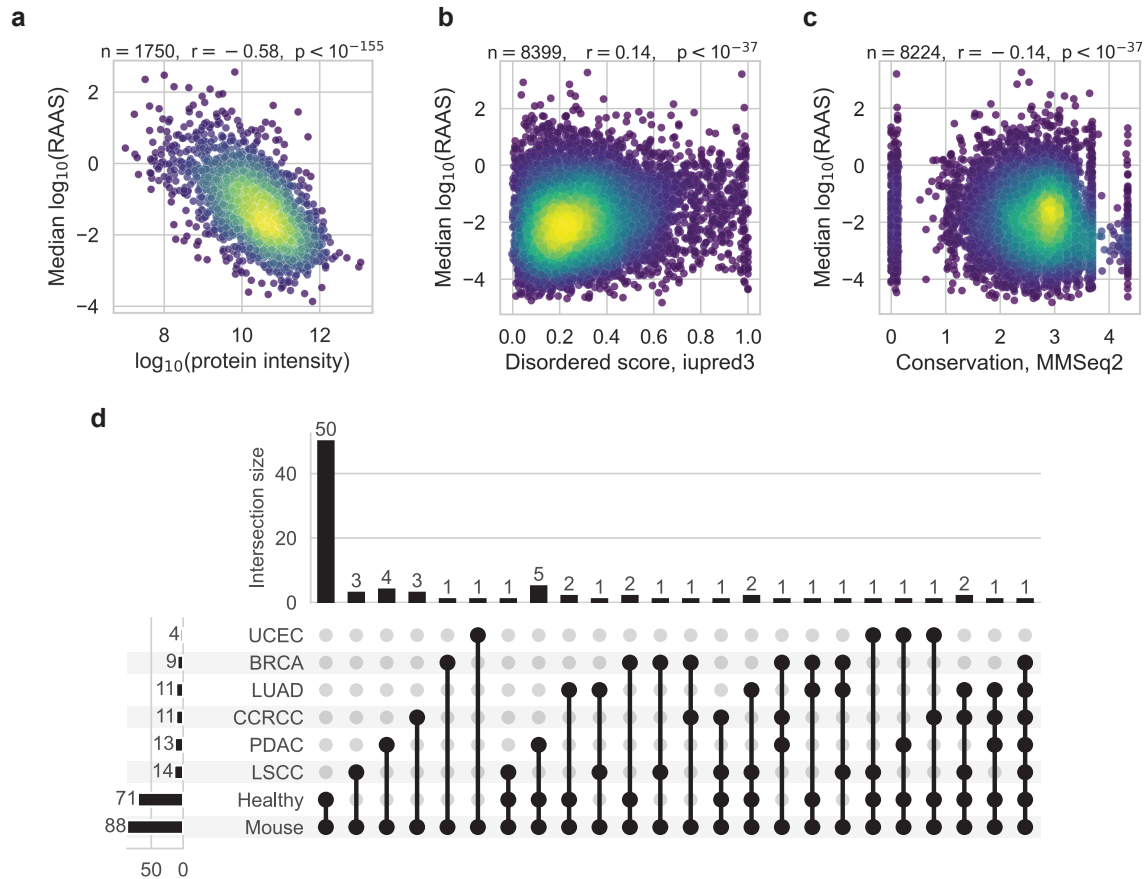 a
n = 1750, r = − 0.58, p < 10⁻¹⁵⁵
Median log₁₀(RAAS)
2
0
−2
−4
8 10 12
log₁₀(protein intensity)
b
n = 8399, r = 0.14, p < 10⁻³⁷
Median log₁₀(RAAS)
2
0
−2
−4
0.0 0.2 0.4 0.6 0.8 1.0
Disordered score, iupred3
c
n = 8224, r = − 0.14, p < 10⁻³⁷
Median log₁₀(RAAS)
2
0
−2
−4
0 1 2 3 4
Conservation, MMSeq2
d
Intersection size
40
20
0
50 3 4 3 1 1 1 5 2 1 2 1 1 1 2 1 1 1 1 1 1 2 1 1
4 UCEC
9 BRCA
11 LUAD
11 CCRCC
13 PDAC
14 LSCC
71 Healthy
88 Mouse
50 0